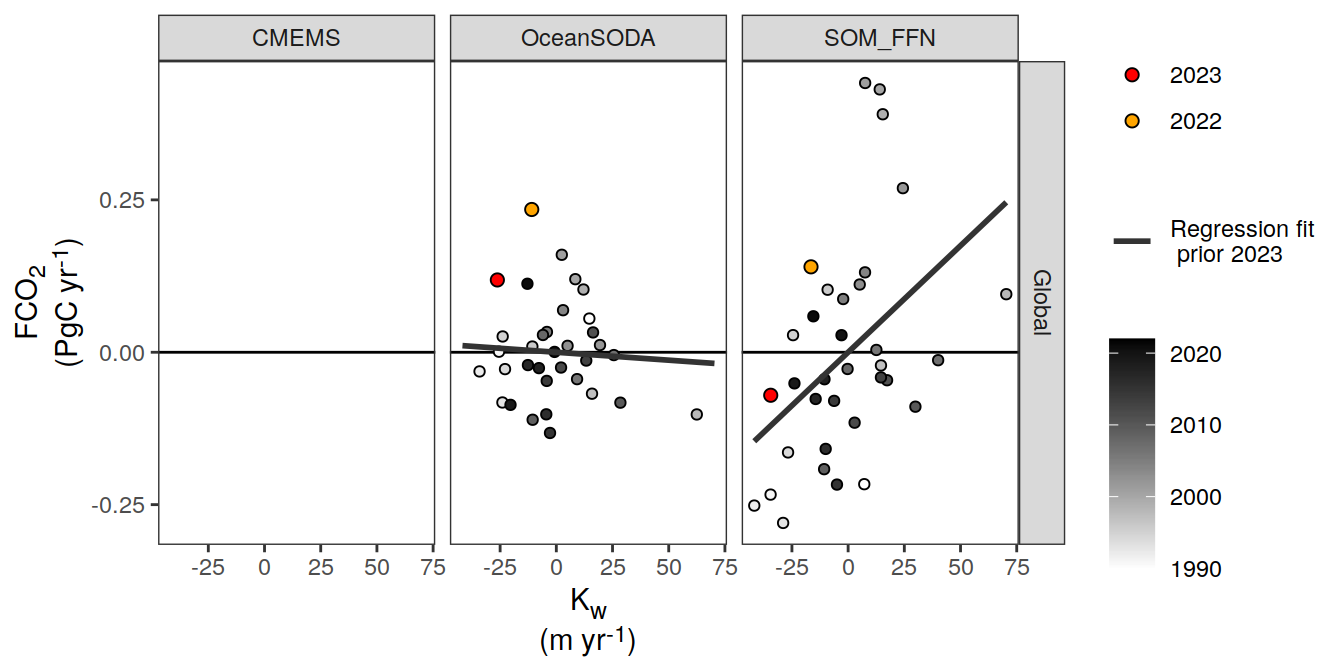 CMEMS
OceanSODA
SOM_FFN
Global
FCO₂
(PgC yr⁻¹)
0.25
0.00
-0.25
-25 0 25 50 75
-25 0 25 50 75
-25 0 25 50 75
K_w
(m yr⁻¹)
2023
2022
Regression fit
prior 2023
2020
2010
2000
1990